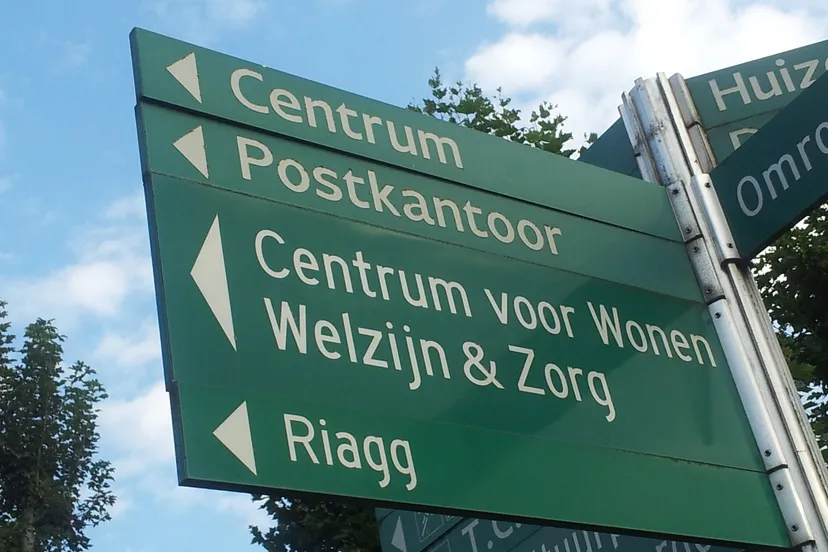 Centrum
Postkantoor
Centrum voor Wonen
Welzijn & Zorg
Riagg